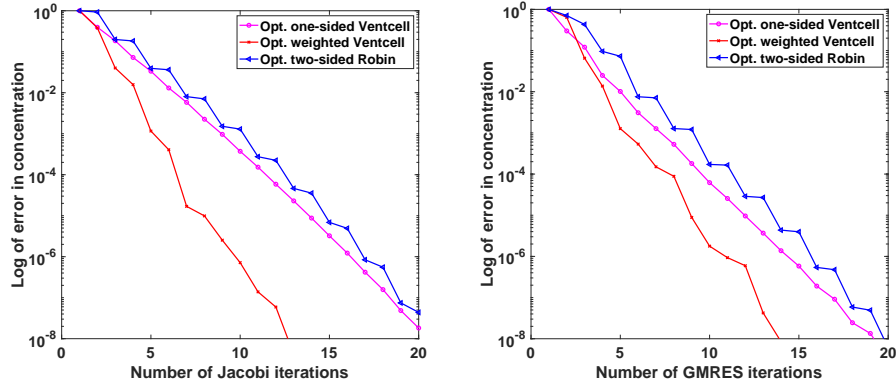 10^0
10^-2
10^-4
10^-6
10^-8
0
5
10
15
20
Log of error in concentration
Number of Jacobi iterations
Opt. one-sided Ventcell
Opt. weighted Ventcell
Opt. two-sided Robin
10^0
10^-2
10^-4
10^-6
10^-8
0
5
10
15
20
Log of error in concentration
Number of GMRES iterations
Opt. one-sided Ventcell
Opt. weighted Ventcell
Opt. two-sided Robin